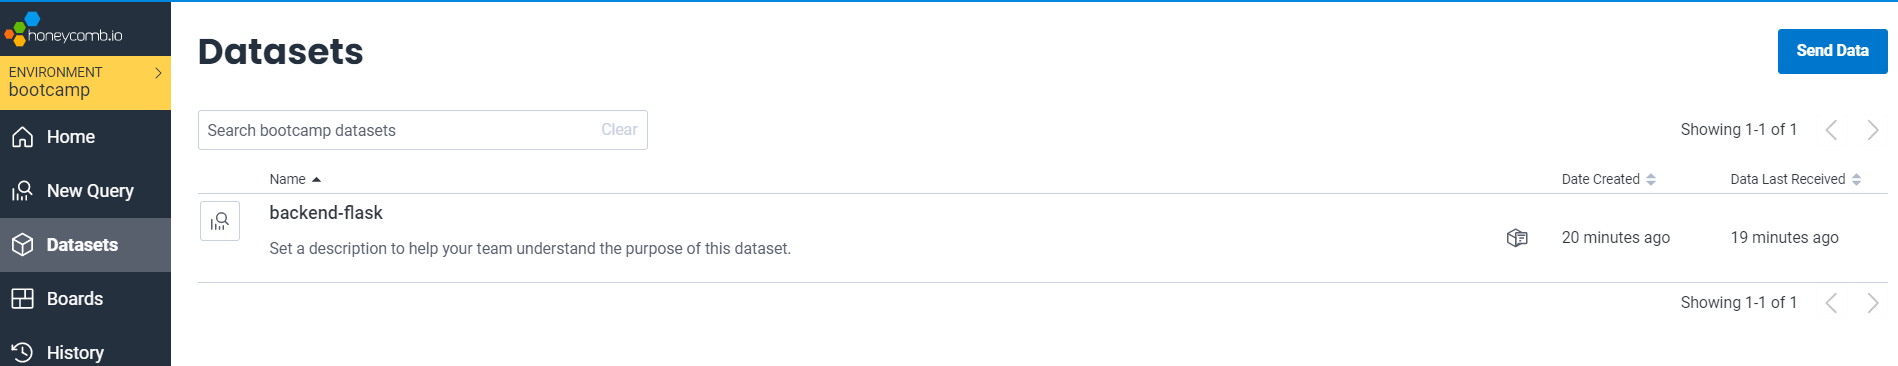 honeycomb.io
ENVIRONMENT
bootcamp
Home
New Query
Datasets
Boards
History
Datasets
Send Data
Search bootcamp datasets Clear
Showing 1-1 of 1
Name Date Created Data Last Received
backend-flask
Set a description to help your team understand the purpose of this dataset.
20 minutes ago 19 minutes ago
Showing 1-1 of 1